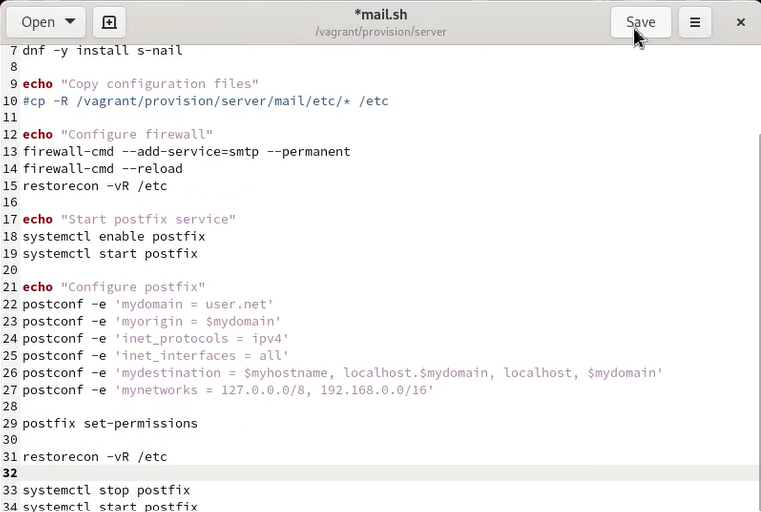 Open
*mail.sh
/vagrant/provision/server
Save
7 dnf -y install s-nail
8
9 echo "Copy configuration files"
10 #cp -R /vagrant/provision/server/mail/etc/* /etc
11
12 echo "Configure firewall"
13 firewall-cmd --add-service=smtp --permanent
14 firewall-cmd --reload
15 restorecon -vR /etc
16
17 echo "Start postfix service"
18 systemctl enable postfix
19 systemctl start postfix
20
21 echo "Configure postfix"
22 postconf -e 'mydomain = user.net'
23 postconf -e 'myorigin = $mydomain'
24 postconf -e 'inet_protocols = ipv4'
25 postconf -e 'inet_interfaces = all'
26 postconf -e 'mydestination = $myhostname, localhost.$mydomain, localhost, $mydomain'
27 postconf -e 'mynetworks = 127.0.0.0/8, 192.168.0.0/16'
28
29 postfix set-permissions
30
31 restorecon -vR /etc
32
33 systemctl stop postfix
34 systemctl start postfix